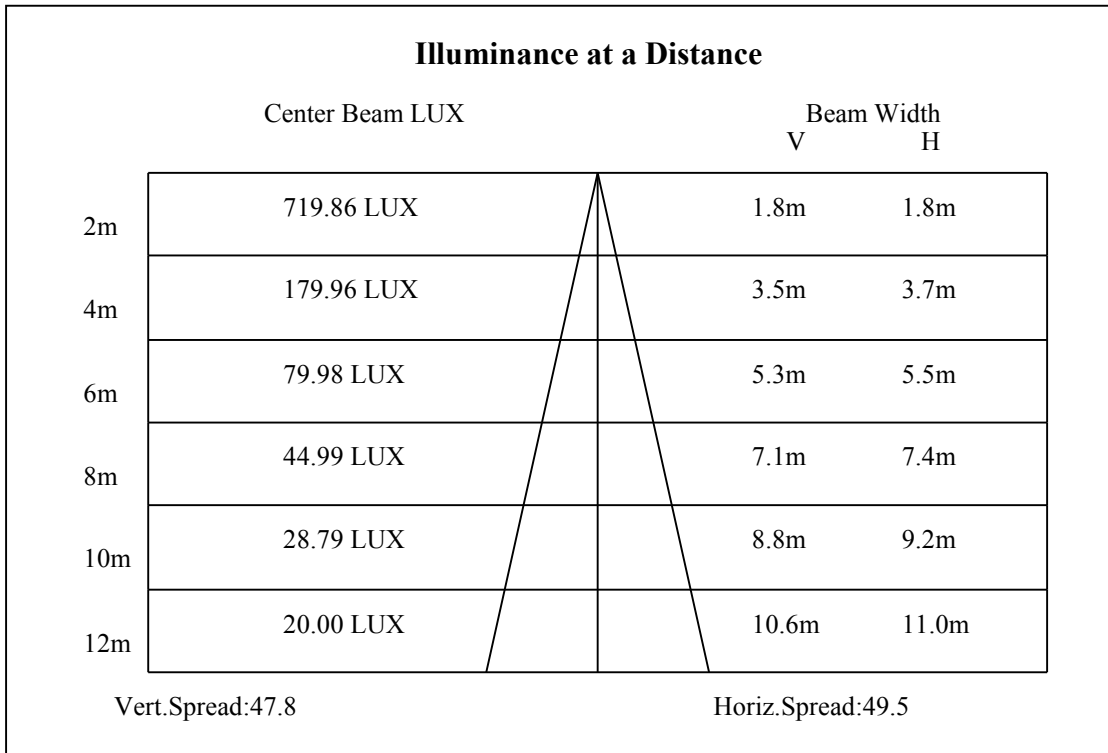 Illuminance at a Distance
Center Beam LUX Beam Width
V H
2m 719.86 LUX 1.8m 1.8m
4m 179.96 LUX 3.5m 3.7m
6m 79.98 LUX 5.3m 5.5m
8m 44.99 LUX 7.1m 7.4m
10m 28.79 LUX 8.8m 9.2m
12m 20.00 LUX 10.6m 11.0m
Vert.Spread:47.8 Horiz.Spread:49.5